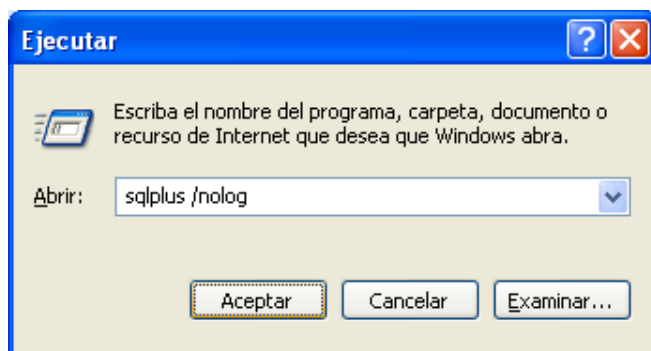 Ejecutar
Escriba el nombre del programa, carpeta, documento o
recurso de Internet que desea que Windows abra.
Abrir: sqlplus /nolog
Aceptar Cancelar Examinar...